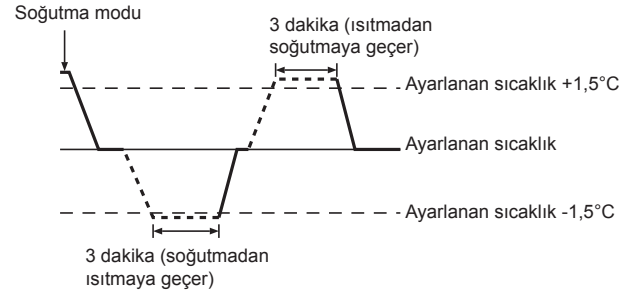 Soğutma modu
3 dakika (ısıtmadan
soğutmaya geçer)
Ayarlanan sıcaklık +1,5°C
Ayarlanan sıcaklık
Ayarlanan sıcaklık -1,5°C
3 dakika (soğutmadan
ısıtmaya geçer)